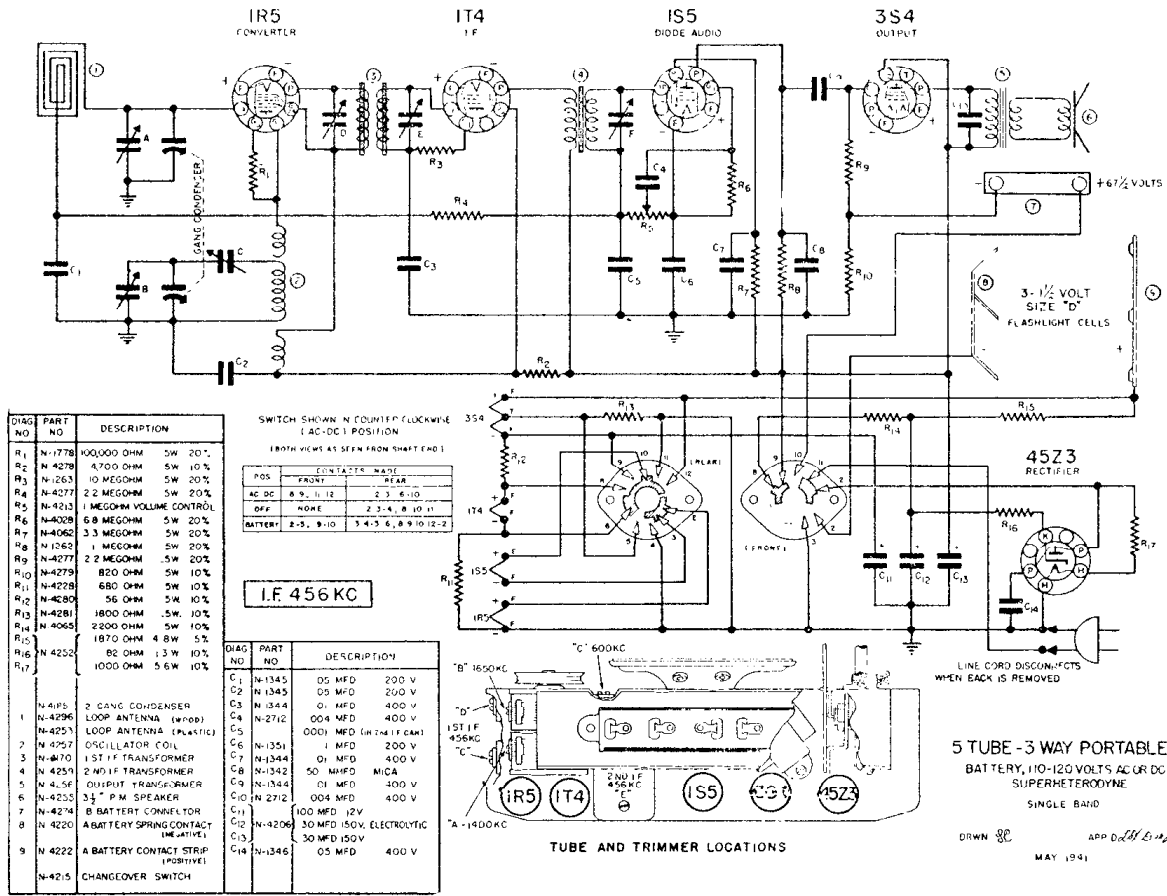 1R5
CONVERTER
1T4
I.F.
1S5
DIODE AUDIO
3S4
OUTPUT
GANG CONDENSER
+67½ VOLTS
3-1½ VOLT
SIZE "D"
FLASHLIGHT CELLS
SWITCH SHOWN IN COUNTER CLOCKWISE
(AC-DC) POSITION
(BOTH VIEWS AS SEEN FROM SHAFT END)
POS CONTACTS MADE
FRONT REAR
AC DC 8-9, 11-12 2-3 6-10
OFF NONE 2-3-4, 8 10 11
BATTERY 2-3, 9-10 3-4-5 6, 8 9 10 12-2
I.F. 456 KC
3S4
1T4
1S5
1R5
(REAR)
(FRONT)
45Z3
RECTIFIER
LINE CORD DISCONNECTS
WHEN BACK IS REMOVED
DIAG NO PART NO DESCRIPTION
R1 N-1778 100,000 OHM .5W 20%
R2 N-4278 4,700 OHM .5W 10%
R3 N-1263 10 MEGOHM .5W 20%
R4 N-4277 2.2 MEGOHM .5W 20%
R5 N-4213 1 MEGOHM VOLUME CONTROL
R6 N-4028 6.8 MEGOHM .5W 20%
R7 N-4062 3.3 MEGOHM .5W 20%
R8 N-1262 1 MEGOHM .5W 20%
R9 N-4277 2.2 MEGOHM .5W 20%
R10 N-4279 820 OHM .5W 10%
R11 N-4228 680 OHM .5W 10%
R12 N-4280 56 OHM .5W 10%
R13 N-4281 1800 OHM .5W 10%
R14 N-4065 2200 OHM .5W 10%
R15 1870 OHM 4.8W 5%
R16 N-4252 82 OHM 1.3W 10%
R17 1000 OHM 3.6W 10%
2 GANG CONDENSER
1 N-4296 LOOP ANTENNA (WOOD)
N-4253 LOOP ANTENNA (PLASTIC)
2 N-4257 OSCILLATOR COIL
3 1ST I.F. TRANSFORMER
4 N-4259 2ND I.F. TRANSFORMER
5 OUTPUT TRANSFORMER
6 N-4255 3½" P.M. SPEAKER
7 N-4274 B BATTERY CONNECTOR
8 N-4220 A BATTERY SPRING CONTACT
(NEGATIVE)
9 N-4222 A BATTERY CONTACT STRIP
(POSITIVE)
N-4215 CHANGEOVER SWITCH
DIAG NO PART NO DESCRIPTION
C1 N-1345 .05 MFD 200 V
C2 N-1345 .05 MFD 200 V
C3 N-1344 .01 MFD 400 V
C4 N-2712 .004 MFD 400 V
C5 .0001 MFD (IN 2nd I.F. CAN)
C6 N-1351 .1 MFD 200 V
C7 N-1344 .01 MFD 400 V
C8 N-1342 50 MMFD MICA
C9 N-1344 .01 MFD 400 V
C10 N-2712 .004 MFD 400 V
C11 100 MFD 12V
C12 N-4206 30 MFD 150V. ELECTROLYTIC
C13 30 MFD 150V
C14 N-1346 .05 MFD 400 V
"C" 600KC
"B" 1650KC
"D"
1ST I.F.
456KC
"A"-1400KC
2ND I.F.
456KC
"E"
1R5
1T4
1S5
45Z3
TUBE AND TRIMMER LOCATIONS
5 TUBE - 3 WAY PORTABLE
BATTERY, 110-120 VOLTS AC OR DC
SUPERHETERODYNE
SINGLE BAND
DRWN
APP'D
MAY 1941